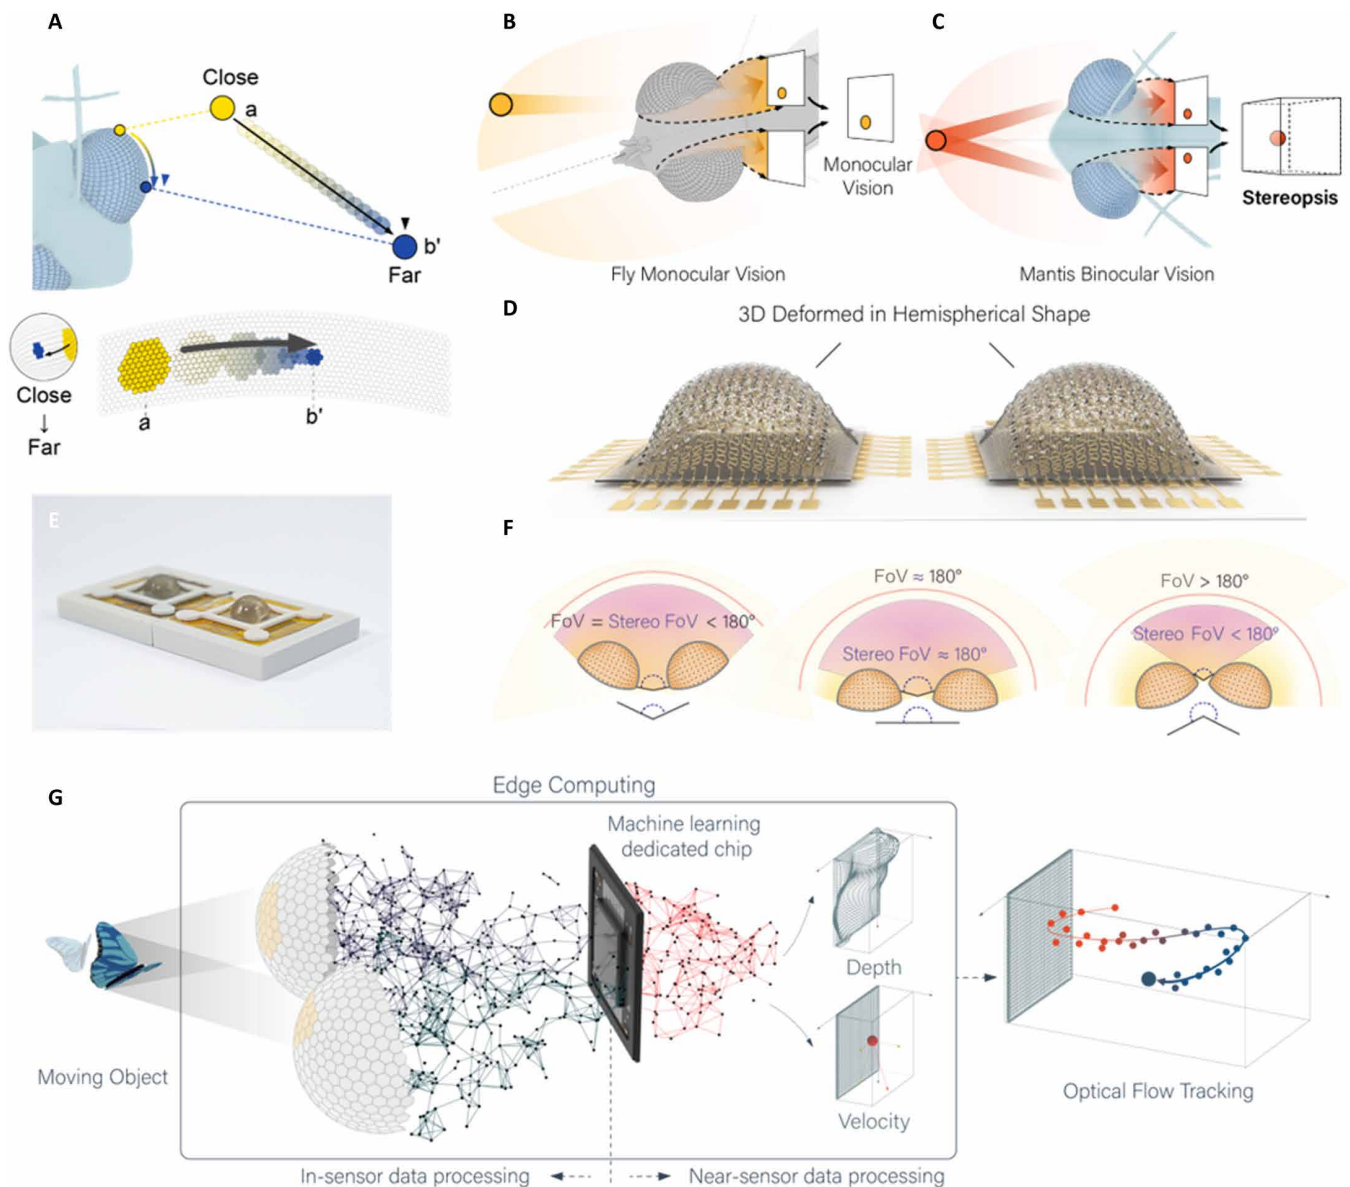 A
Close
a
b'
Far
Close
↓
Far
a
b'
B
Monocular
Vision
Fly Monocular Vision
C
Stereopsis
Mantis Binocular Vision
D
3D Deformed in Hemispherical Shape
E
F
FoV = Stereo FoV < 180°
FoV ≈ 180°
Stereo FoV ≈ 180°
FoV > 180°
Stereo FoV < 180°
G
Edge Computing
Machine learning
dedicated chip
Depth
Velocity
Moving Object
Optical Flow Tracking
In-sensor data processing
Near-sensor data processing